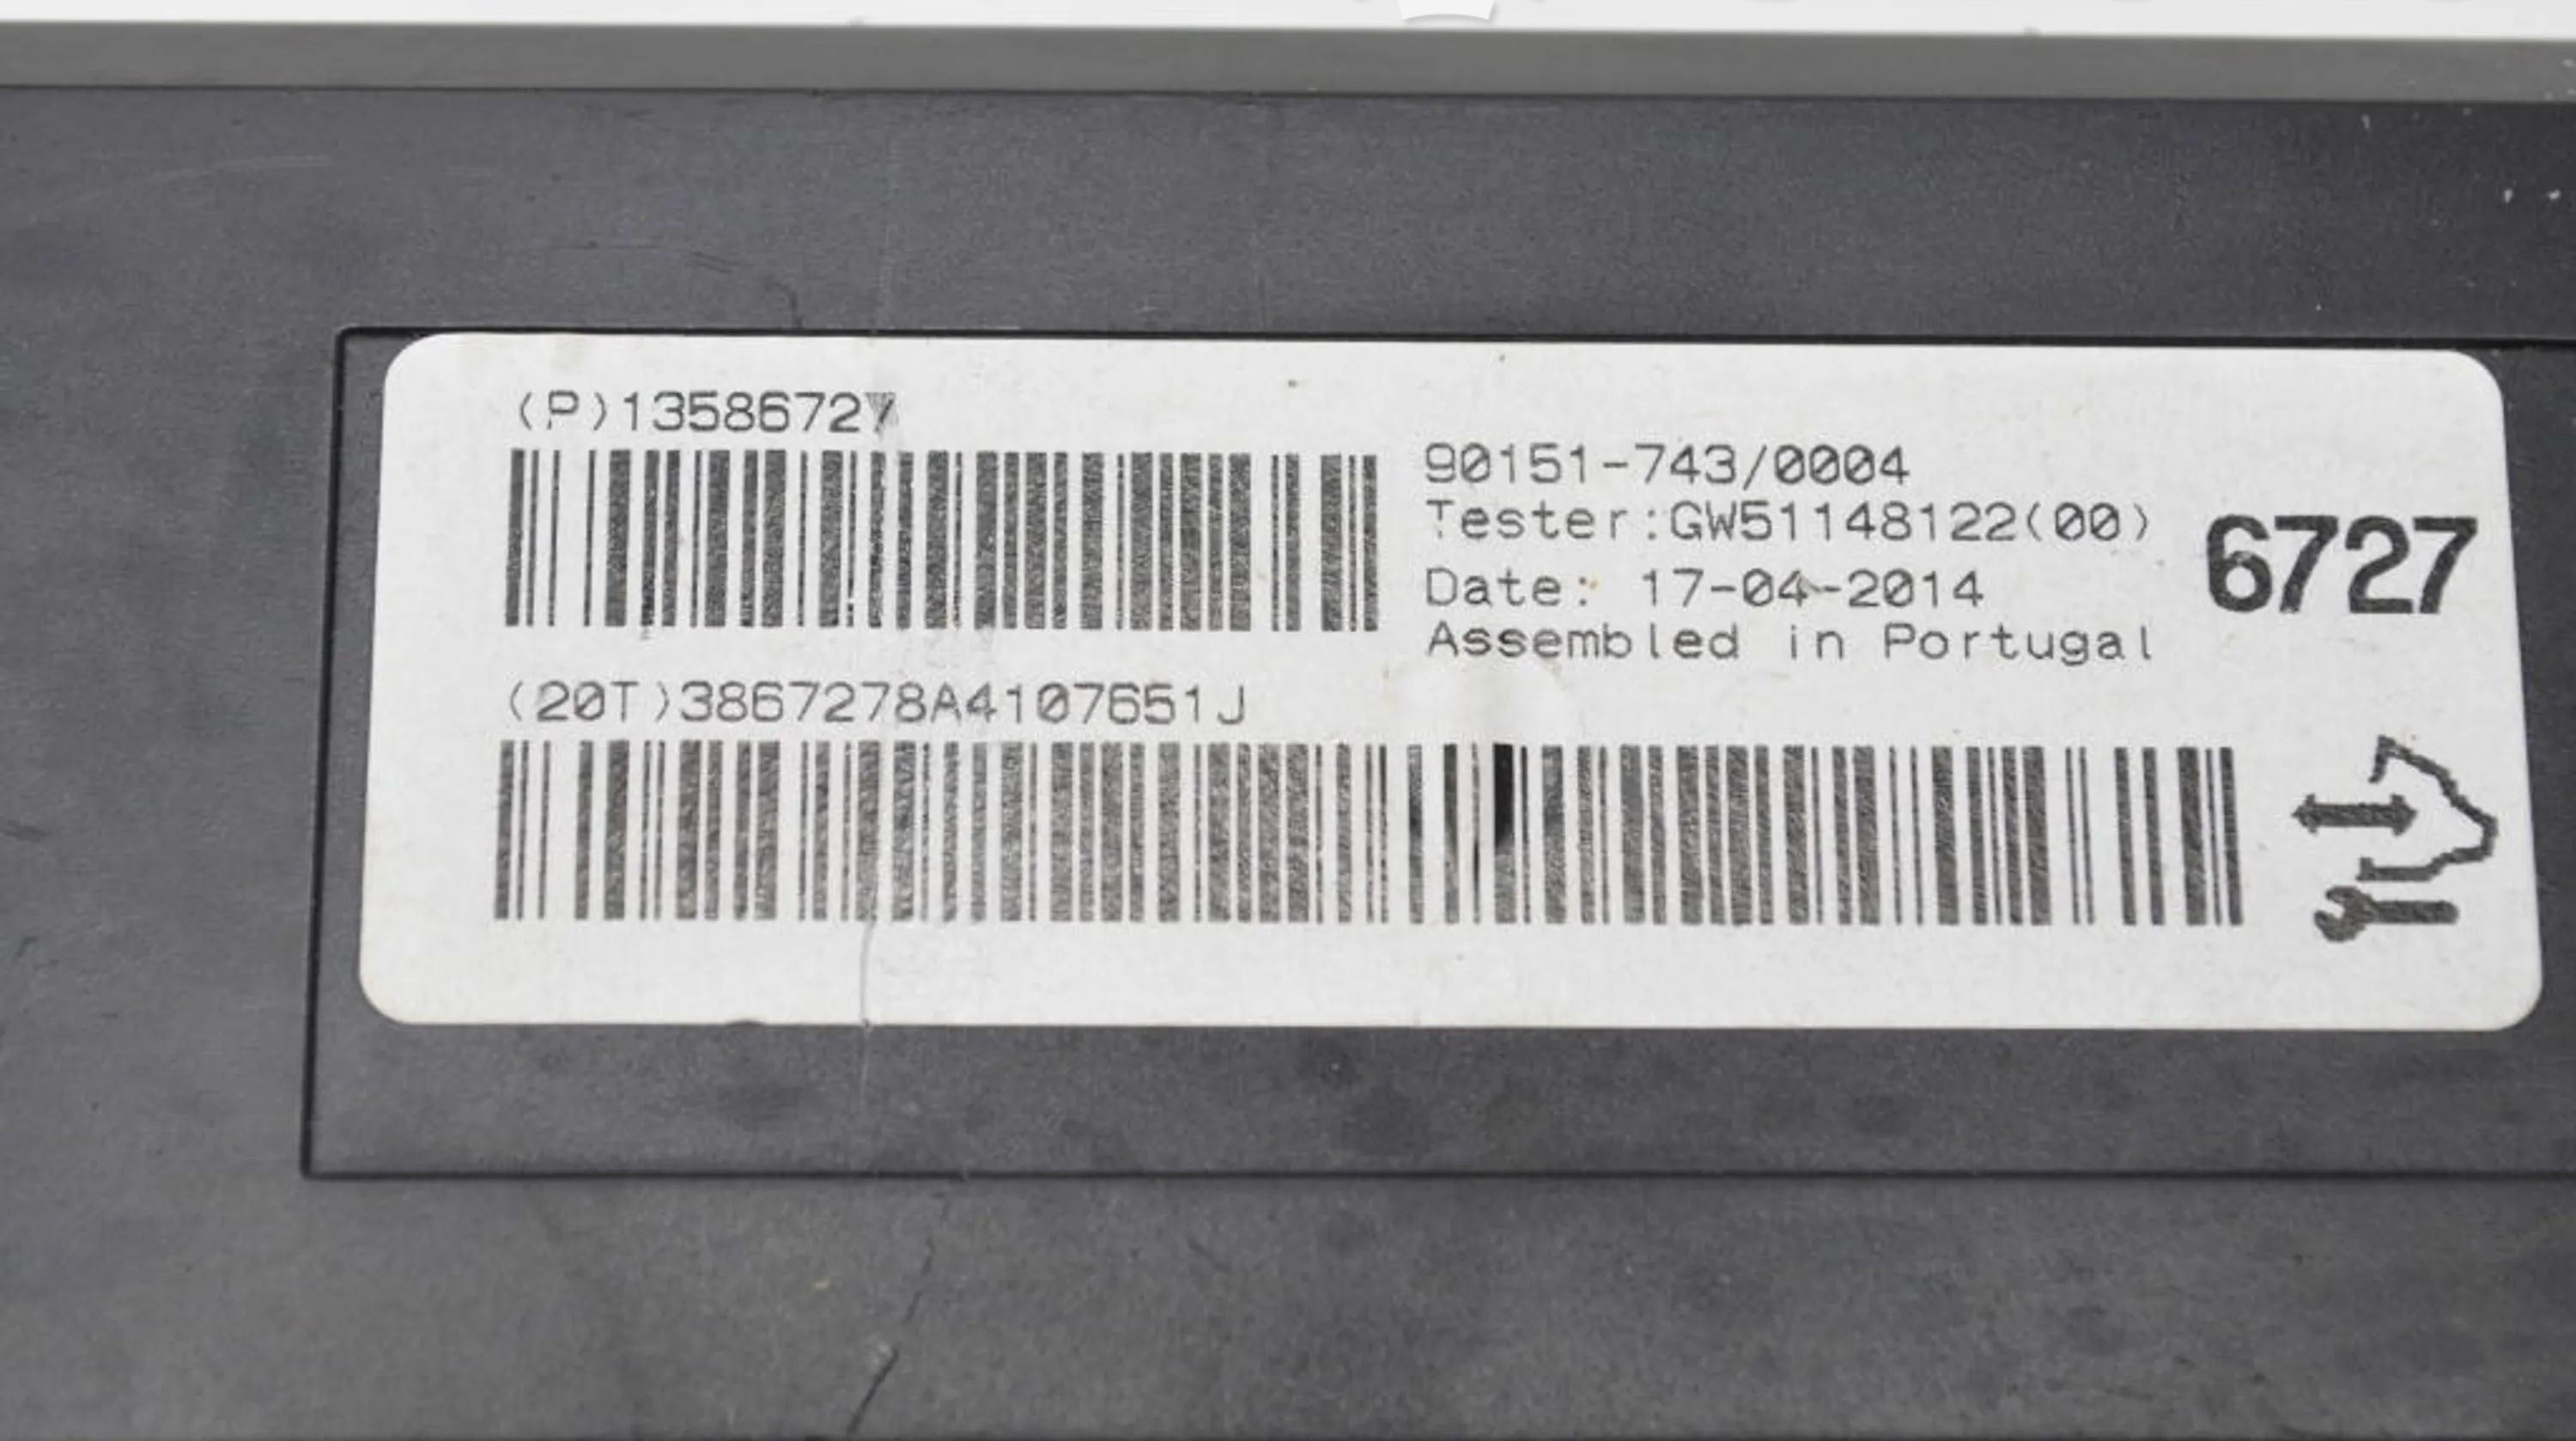 (P)13586727
90151-743/0004
Tester:GW51148122(00)
6727
Date: 17-04-2014
Assembled in Portugal
(20T)3867278A4107651J